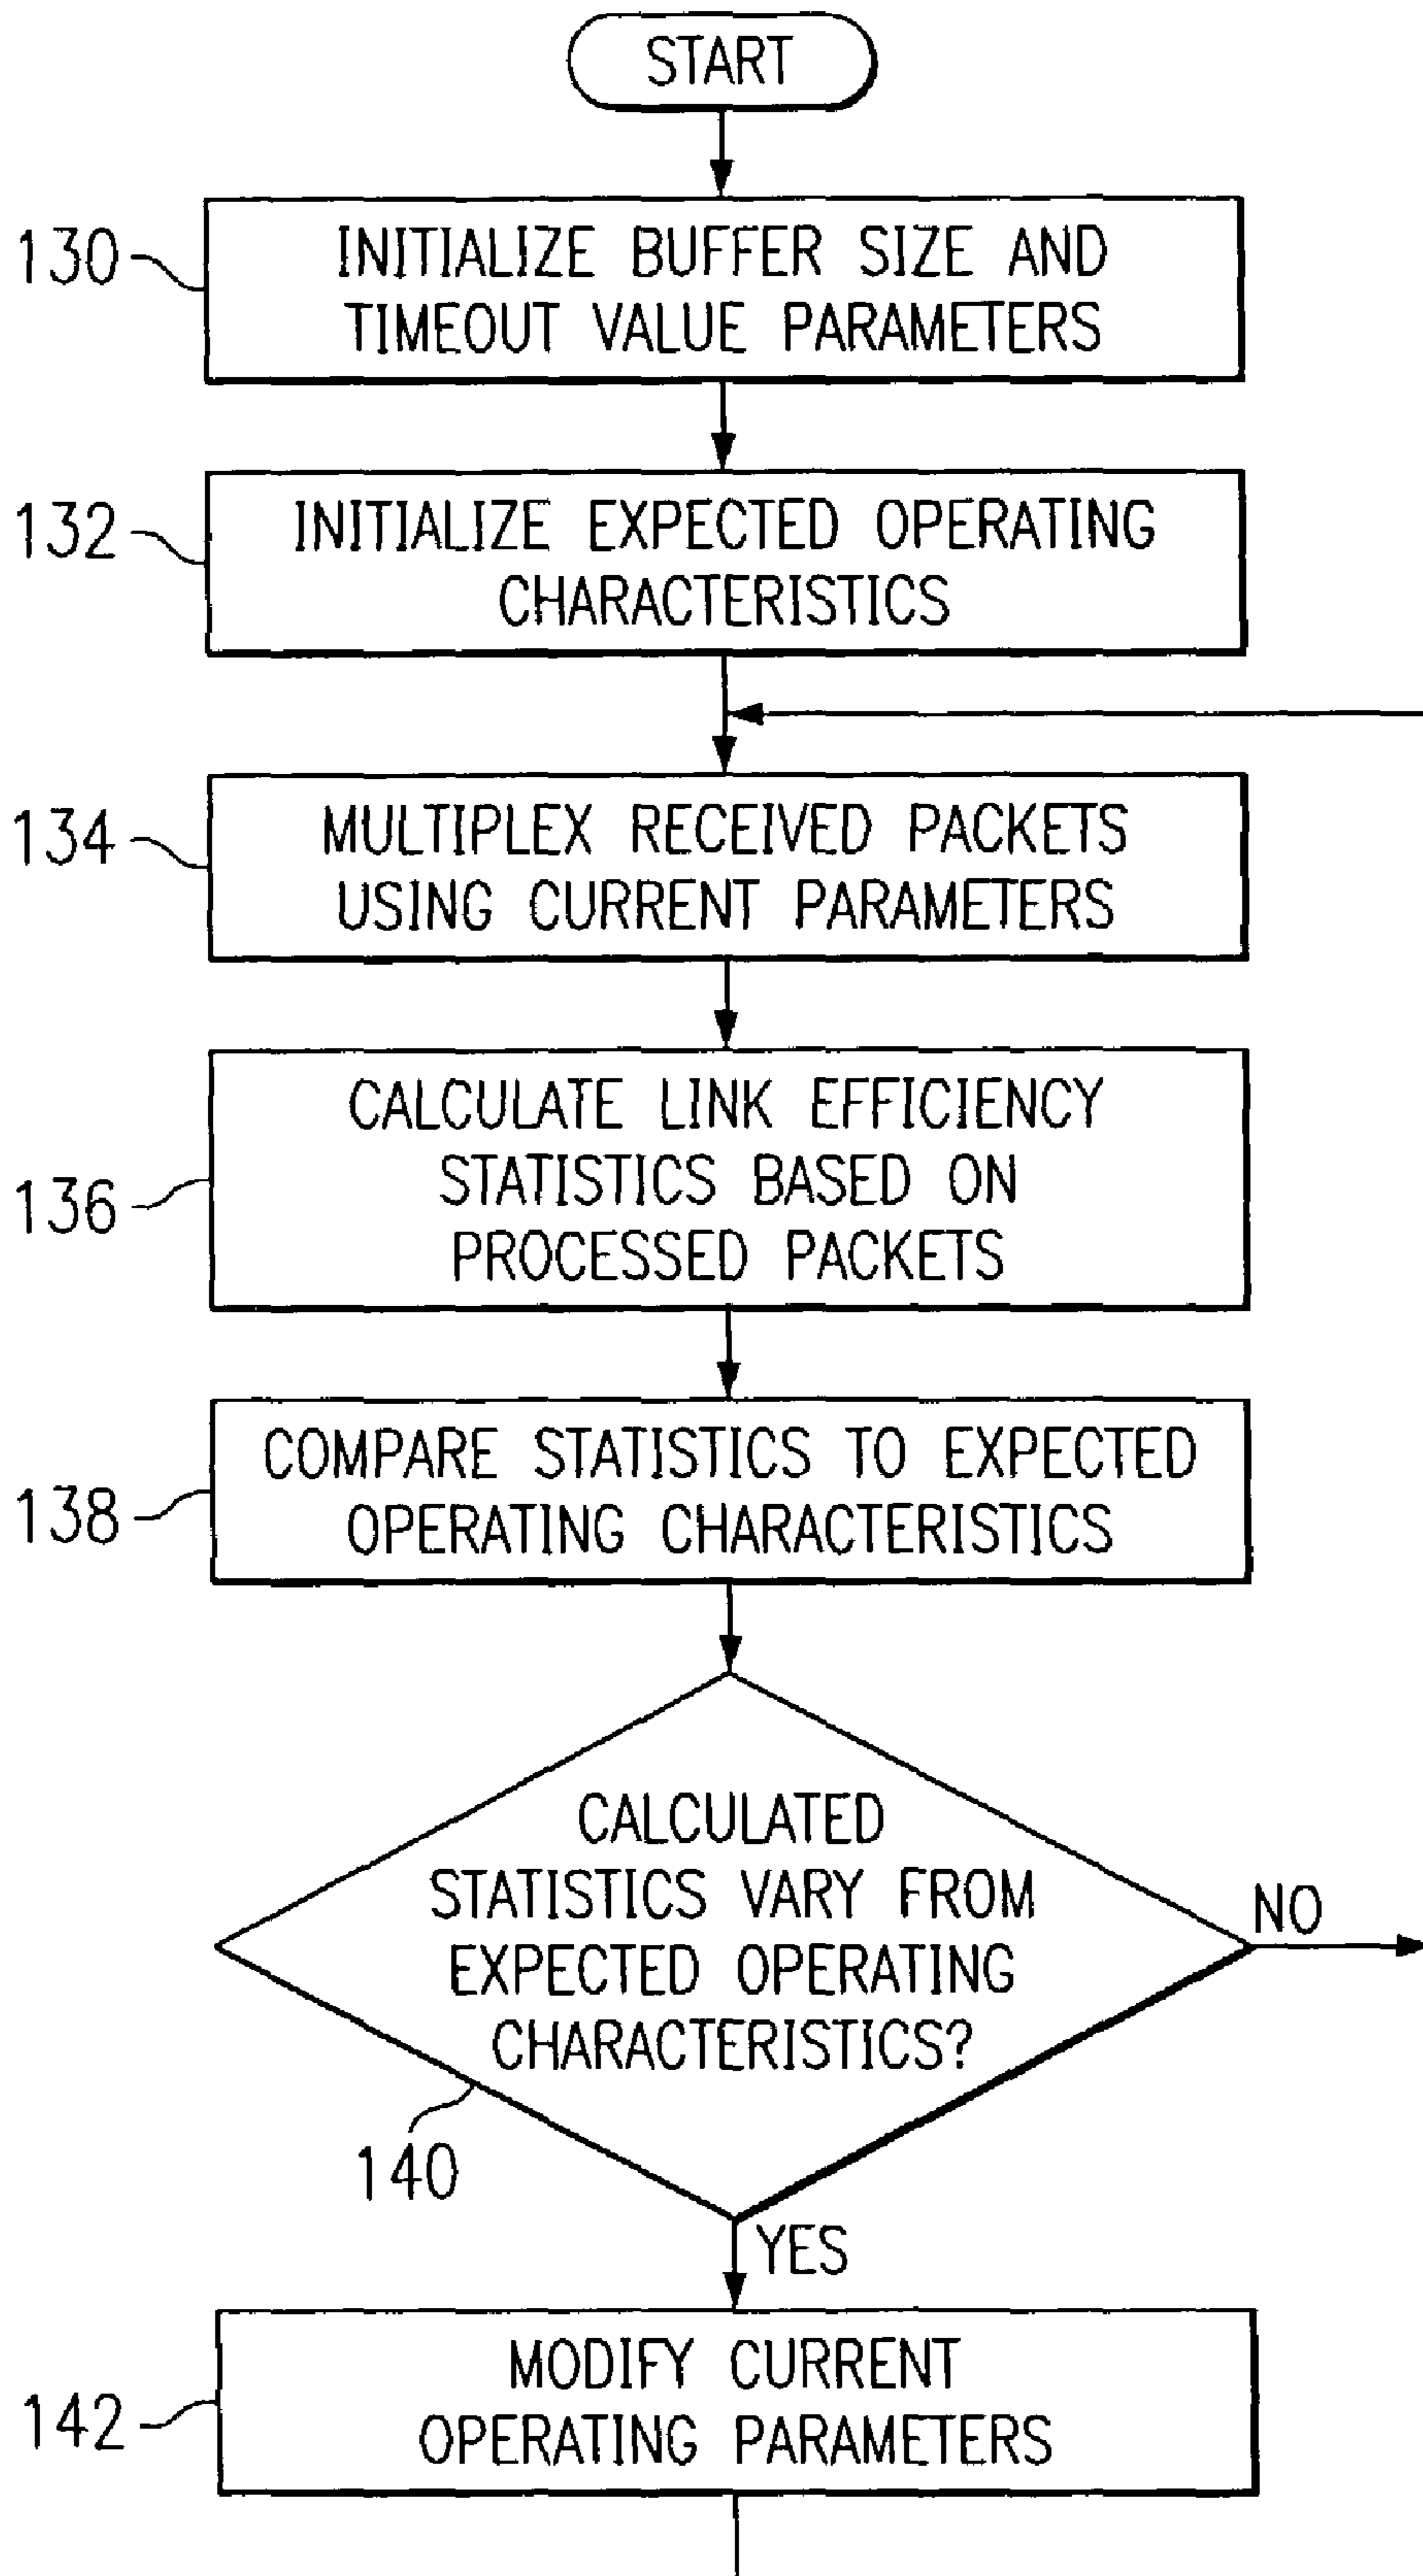 START
130
INITIALIZE BUFFER SIZE AND
TIMEOUT VALUE PARAMETERS
132
INITIALIZE EXPECTED OPERATING
CHARACTERISTICS
134
MULTIPLEX RECEIVED PACKETS
USING CURRENT PARAMETERS
136
CALCULATE LINK EFFICIENCY
STATISTICS BASED ON
PROCESSED PACKETS
138
COMPARE STATISTICS TO EXPECTED
OPERATING CHARACTERISTICS
CALCULATED
STATISTICS VARY FROM
EXPECTED OPERATING
CHARACTERISTICS?
NO
140
YES
142
MODIFY CURRENT
OPERATING PARAMETERS